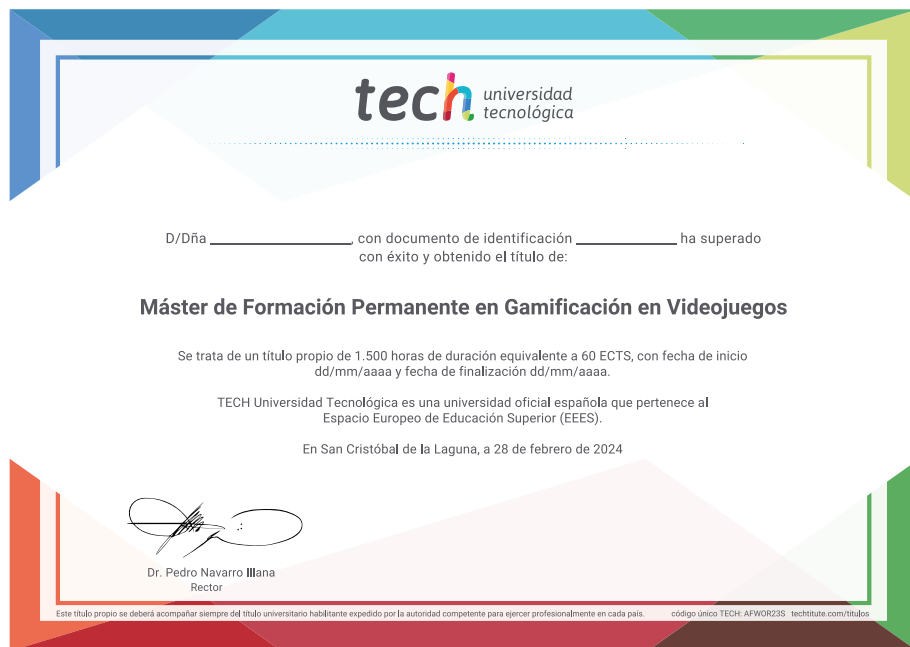 tech universidad
tecnológica
D/Dña ________________, con documento de identificación ____________ ha superado
con éxito y obtenido el título de:
Máster de Formación Permanente en Gamificación en Videojuegos
Se trata de un título propio de 1.500 horas de duración equivalente a 60 ECTS, con fecha de inicio
dd/mm/aaaa y fecha de finalización dd/mm/aaaa.
TECH Universidad Tecnológica es una universidad oficial española que pertenece al
Espacio Europeo de Educación Superior (EEES).
En San Cristóbal de la Laguna, a 28 de febrero de 2024
Dr. Pedro Navarro Illana
Rector
Este título propio se deberá acompañar siempre del título universitario habilitante expedido por la autoridad competente para ejercer profesionalmente en cada país. código único TECH: AFWOR23S techtitute.com/titulos